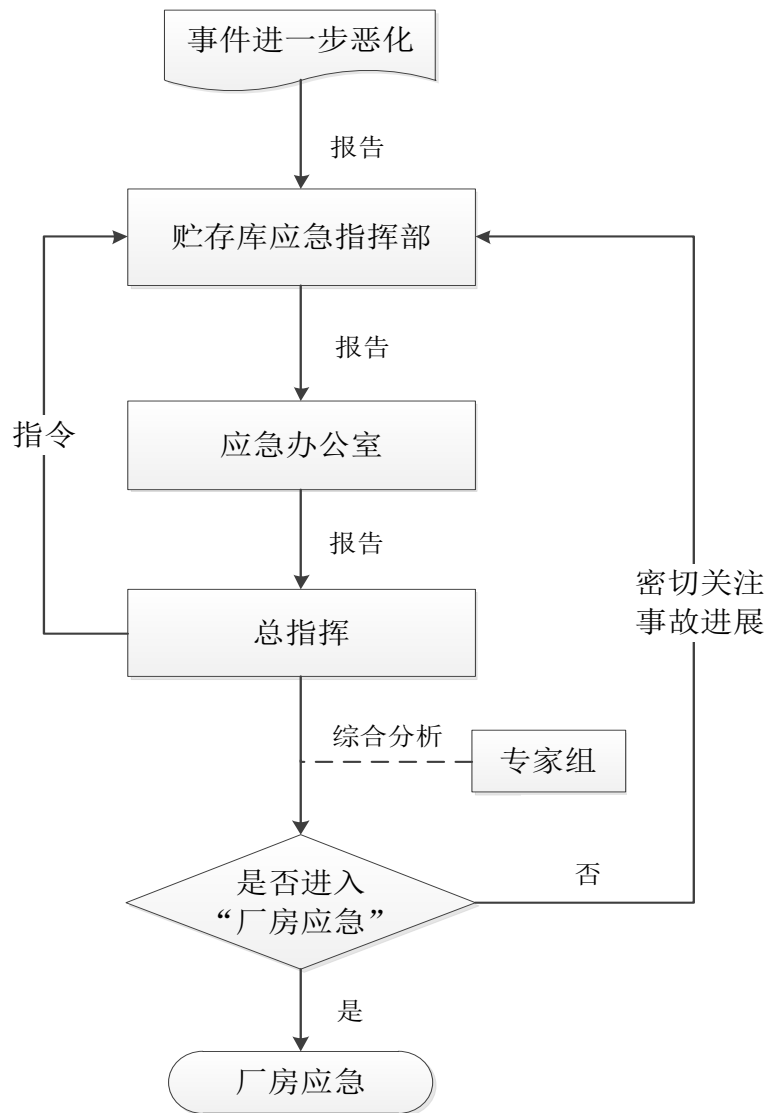 事件进一步恶化
报告
贮存库应急指挥部
报告
指令
应急办公室
报告
密切关注
事故进展
总指挥
综合分析
专家组
是否进入
“厂房应急”
否
是
厂房应急